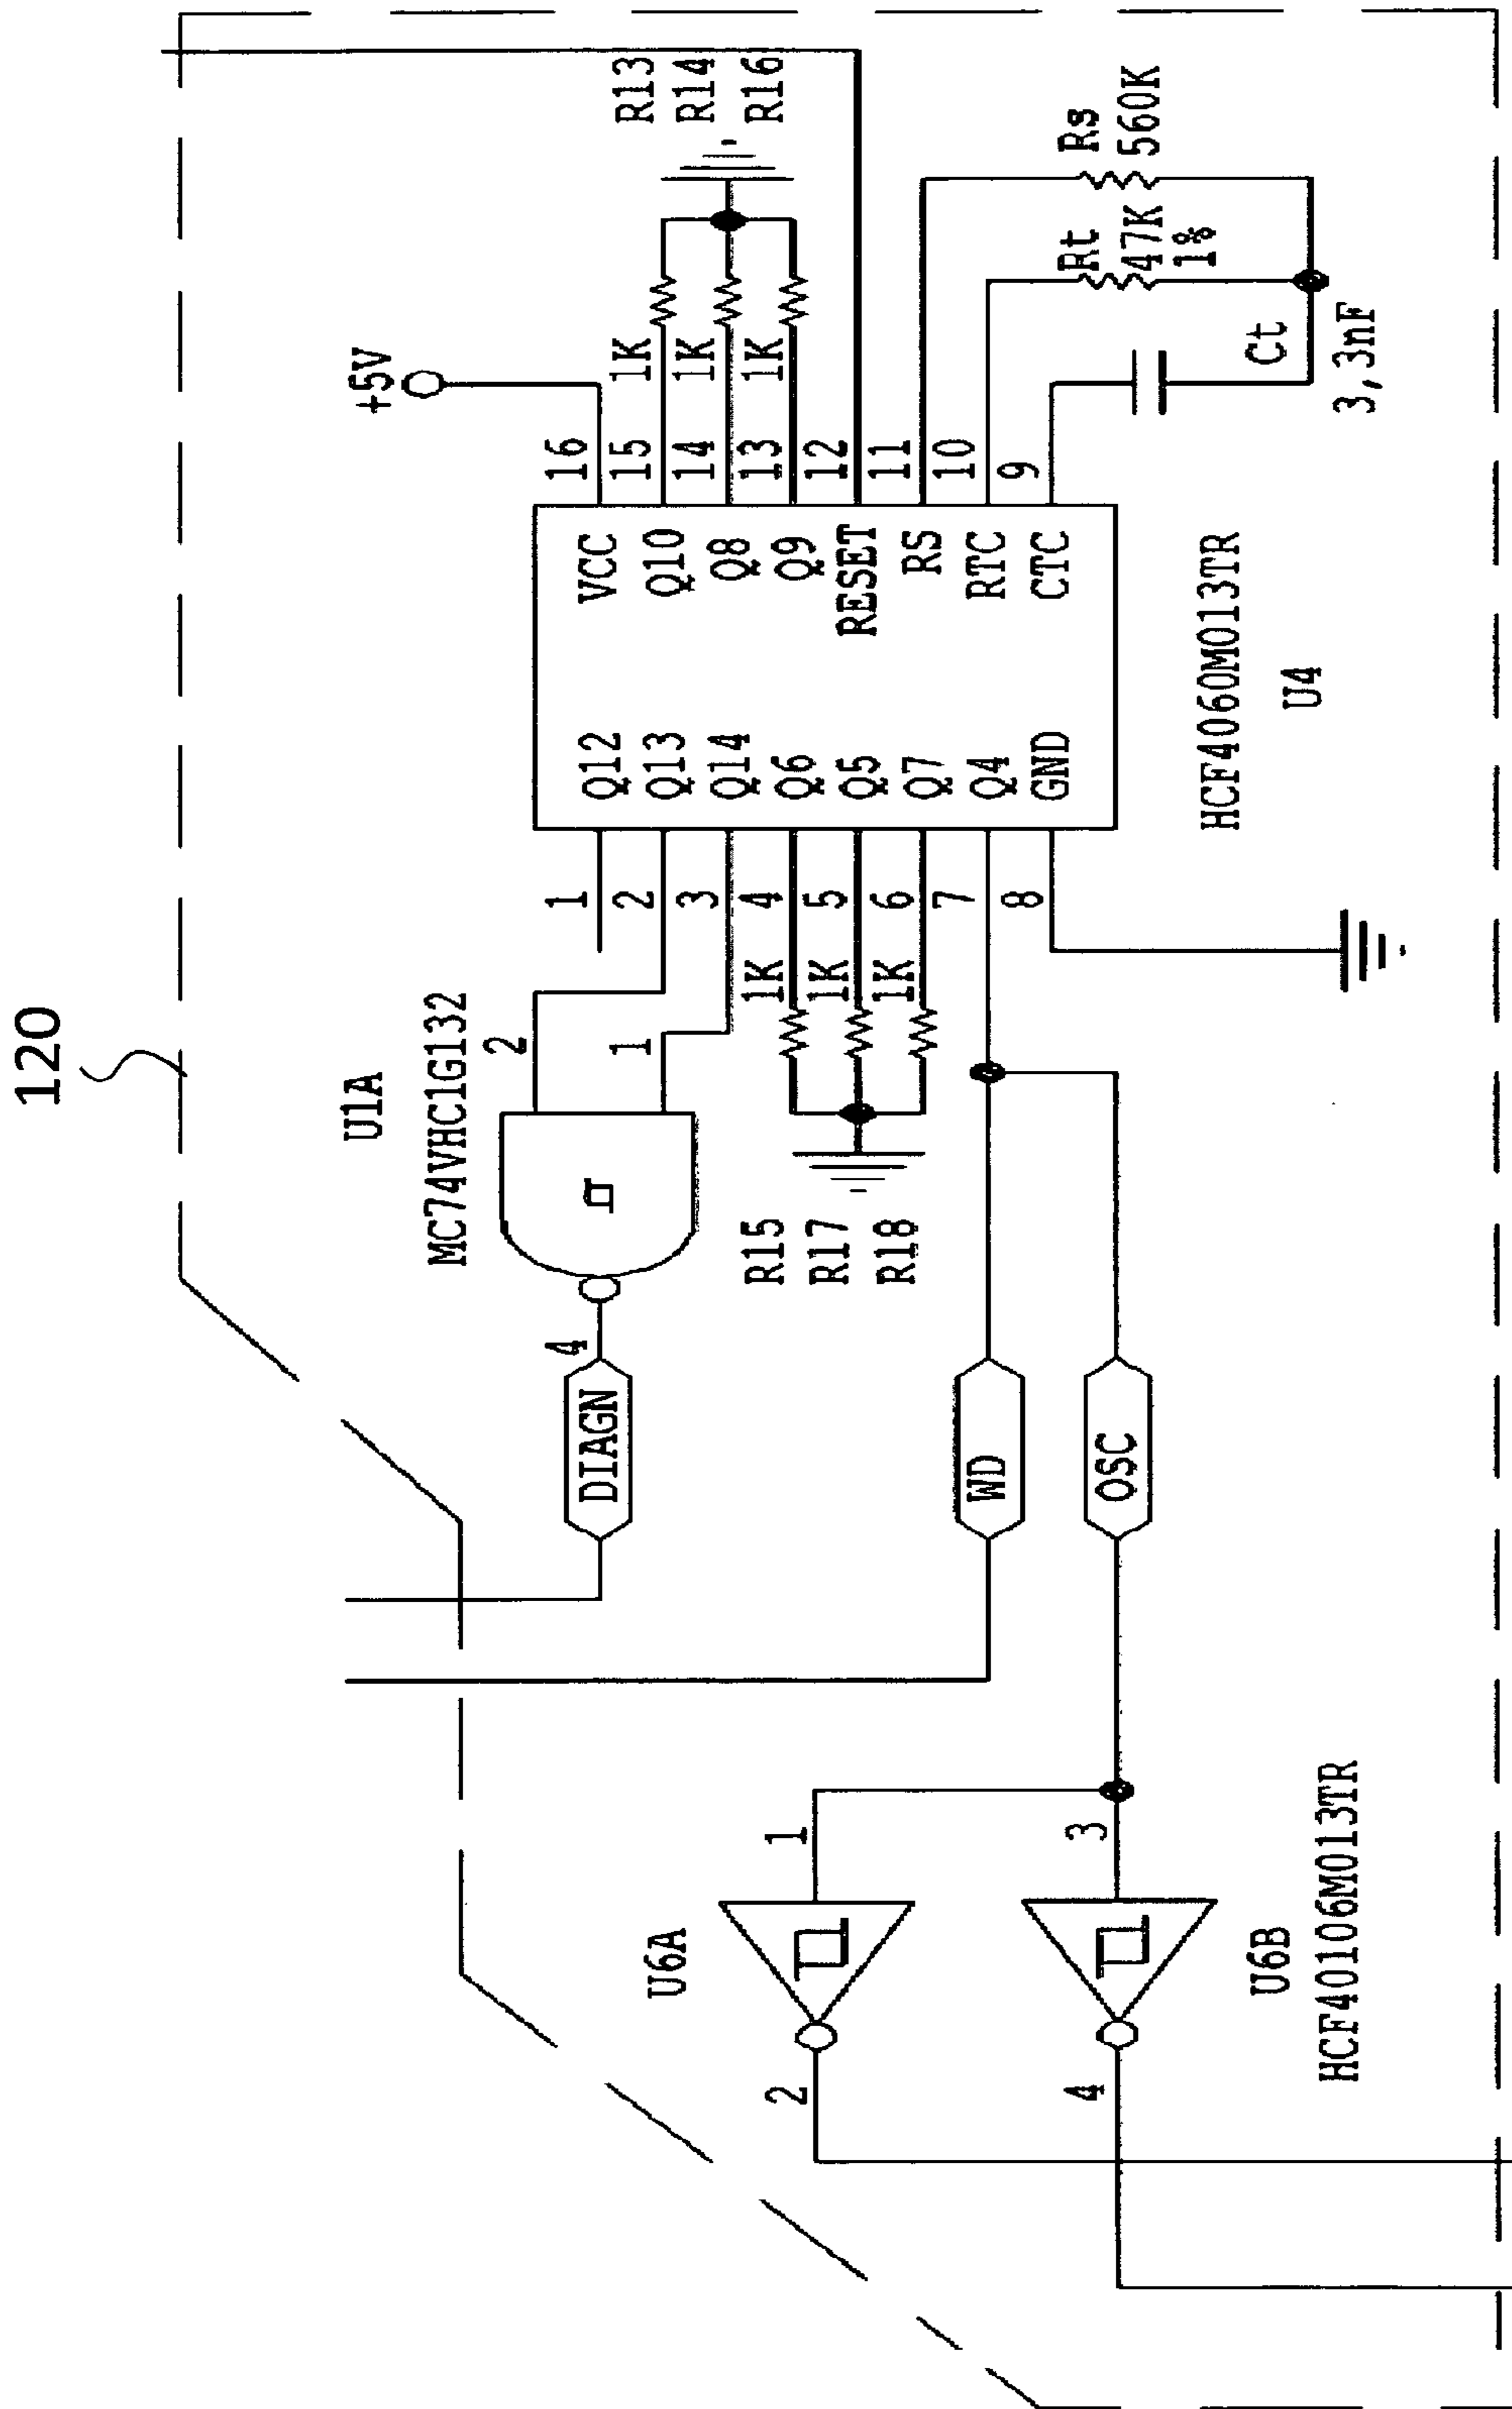 120
U1A
MC74VHC1G132
+5V
R13
R14
R16
1K
1K
1K
16
15
14
13
12
11
10
9
VCC
Q10
Q8
Q9
RESET
RS
RTC
CTC
Q12
Q13
Q14
Q6
Q5
Q7
Q4
GND
1
2
3
4
5
6
7
8
2
1
4
1K
1K
1K
R15
R17
R18
Rs
560K
Rt
47K
1%
Ct
3,3nF
HCF4060M013TR
U4
DIAGN
WD
OSC
U6A
1
2
3
4
U6B
HCF40106M013TR